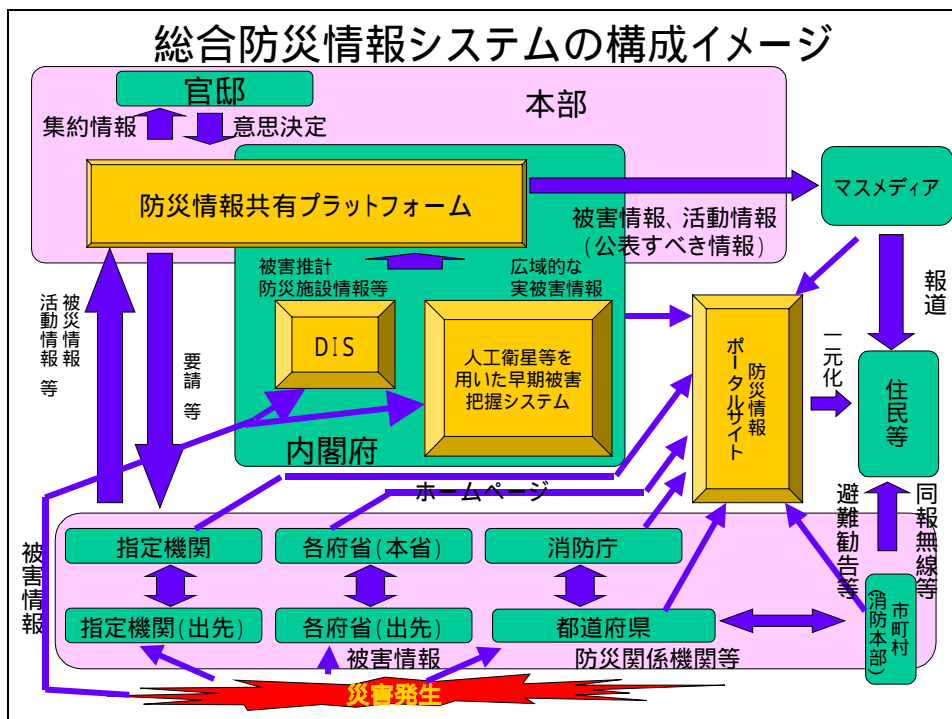 総合防災情報システムの構成イメージ
官邸
本部
集約情報
意思決定
防災情報共有プラットフォーム
マスメディア
被害情報、活動情報
(公表すべき情報)
被害推計
防災施設情報等
広域的な
実被害情報
被災情報
活動情報 等
要請 等
DIS
人工衛星等を
用いた早期被害
把握システム
防災情報
ポータルサイト
一元化
報道
住民等
内閣府
ホームページ
避難勧告等
同報無線等
被害情報
指定機関
各府省(本省)
消防庁
指定機関(出先)
各府省(出先)
都道府県
市町村
(消防本部)
被害情報
防災関係機関等
災害発生